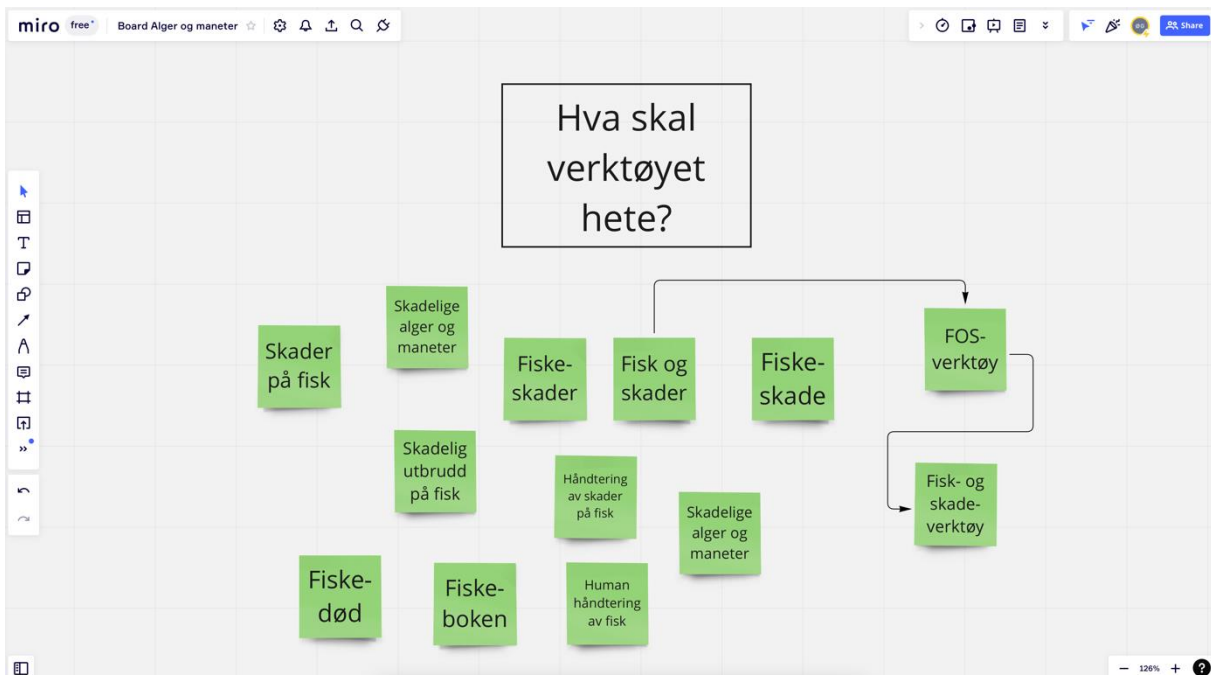 miro free
Board Alger og maneter
Share
Hva skal
verktøyet
hete?
Skader
på fisk
Skadelige
alger og
maneter
Fiske-
skader
Fisk og
skader
Fiske-
skade
FOS-
verktøy
Skadelig
utbrudd
på fisk
Håndtering
av skader
på fisk
Skadelige
alger og
maneter
Fisk- og
skade-
verktøy
Fiske-
død
Fiske-
boken
Human
håndtering
av fisk
126%